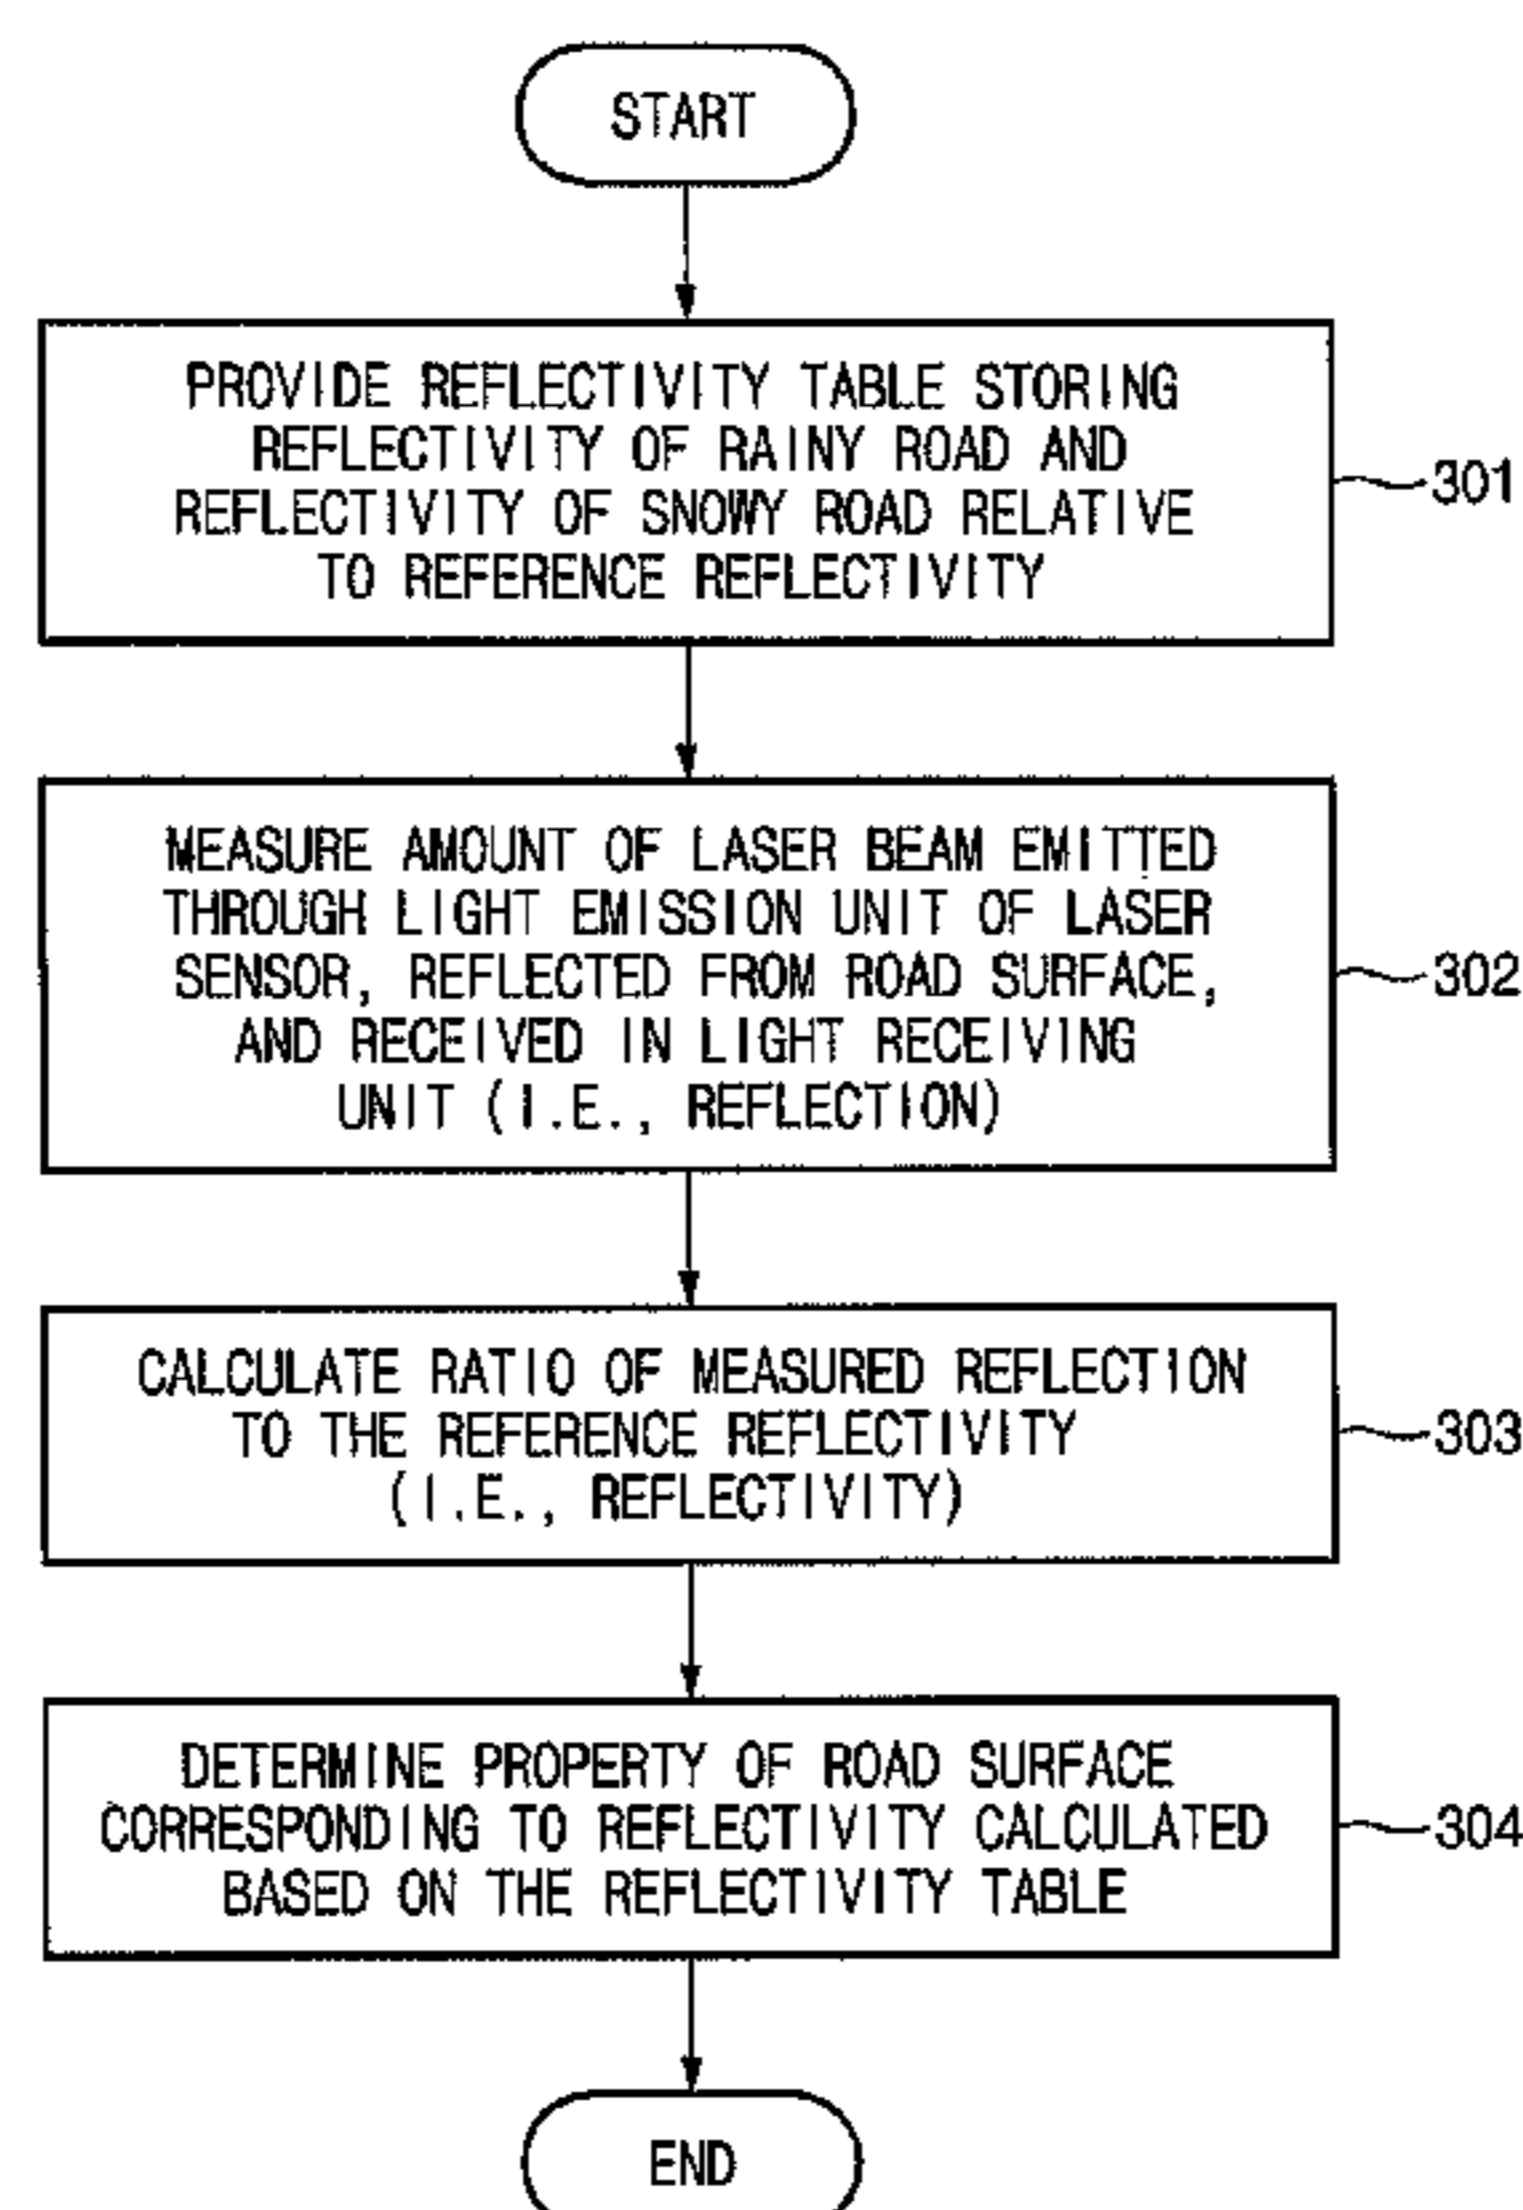 START
PROVIDE REFLECTIVITY TABLE STORING
REFLECTIVITY OF RAINY ROAD AND
REFLECTIVITY OF SNOWY ROAD RELATIVE
TO REFERENCE REFLECTIVITY
301
MEASURE AMOUNT OF LASER BEAM EMITTED
THROUGH LIGHT EMISSION UNIT OF LASER
SENSOR, REFLECTED FROM ROAD SURFACE,
AND RECEIVED IN LIGHT RECEIVING
UNIT (I.E., REFLECTION)
302
CALCULATE RATIO OF MEASURED REFLECTION
TO THE REFERENCE REFLECTIVITY
(I.E., REFLECTIVITY)
303
DETERMINE PROPERTY OF ROAD SURFACE
CORRESPONDING TO REFLECTIVITY CALCULATED
BASED ON THE REFLECTIVITY TABLE
304
END